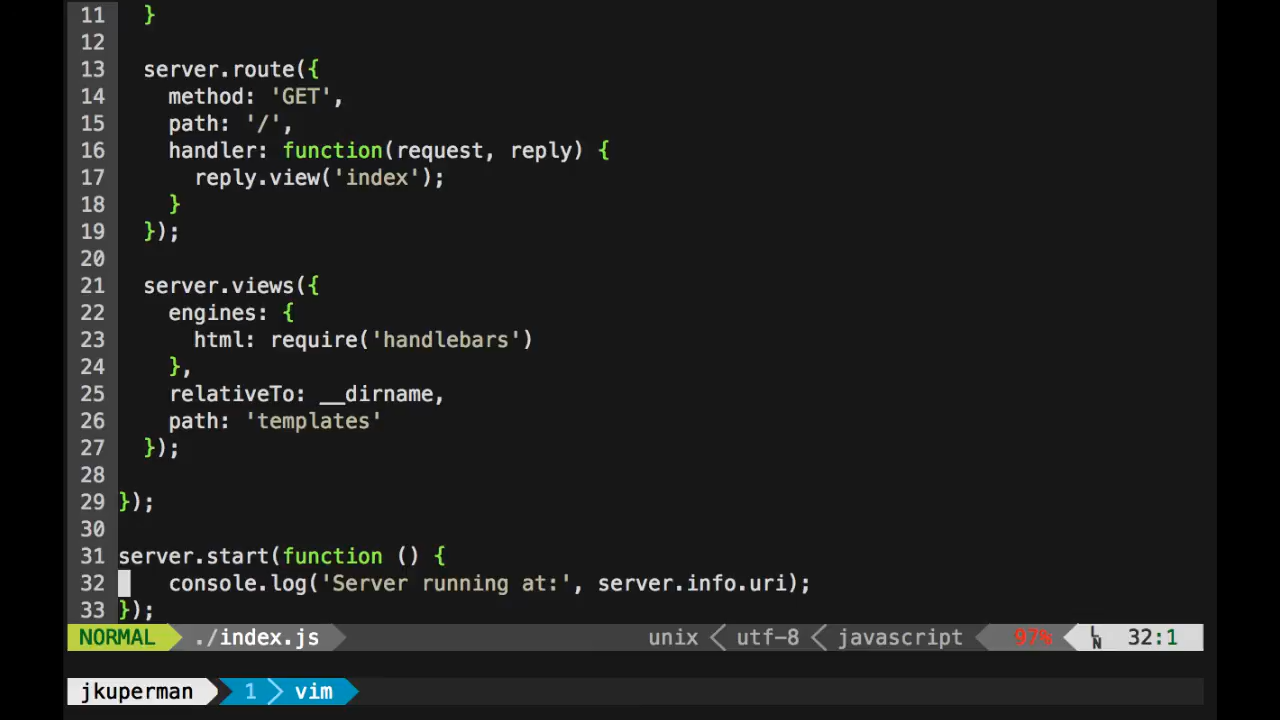 11   }
12
13   server.route({
14     method: 'GET',
15     path: '/',
16     handler: function(request, reply) {
17       reply.view('index');
18     }
19   });
20
21   server.views({
22     engines: {
23       html: require('handlebars')
24     },
25     relativeTo: __dirname,
26     path: 'templates'
27   });
28
29 });
30
31 server.start(function () {
32     console.log('Server running at:', server.info.uri);
33 });
NORMAL ./index.js unix utf-8 javascript 97% LN 32:1
jkuperman 1 vim